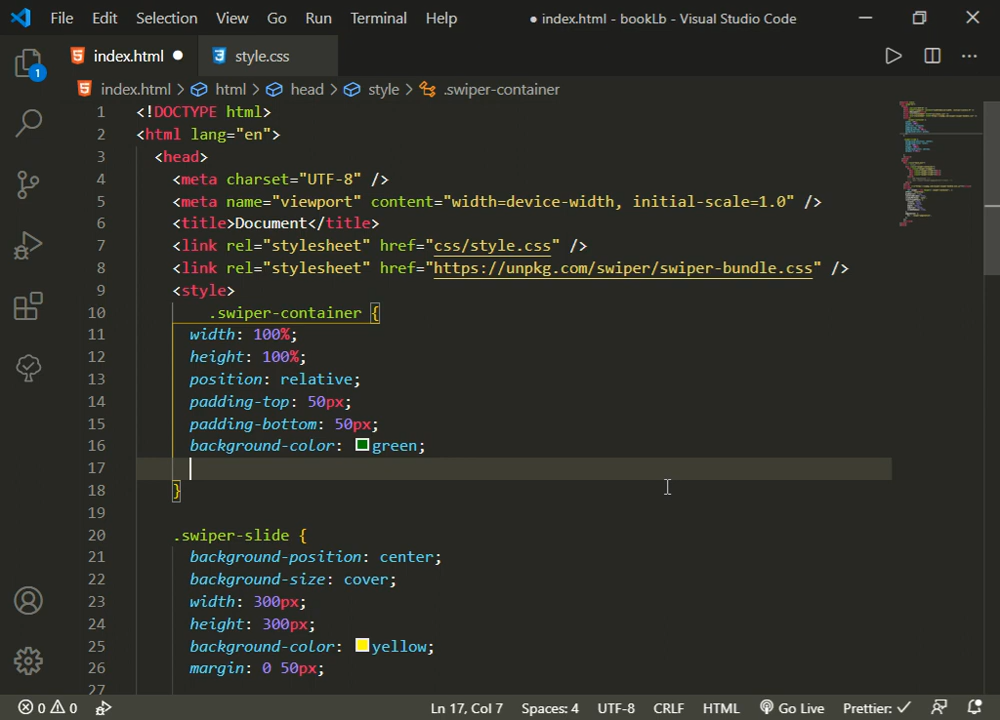 File Edit Selection View Go Run Terminal Help ● index.html - bookLb - Visual Studio Code
index.html ● style.css
index.html > html > head > style > .swiper-container
1
1 <!DOCTYPE html>
2 <html lang="en">
3 <head>
4 <meta charset="UTF-8" />
5 <meta name="viewport" content="width=device-width, initial-scale=1.0" />
6 <title>Document</title>
7 <link rel="stylesheet" href="css/style.css" />
8 <link rel="stylesheet" href="https://unpkg.com/swiper/swiper-bundle.css" />
9 <style>
10 .swiper-container {
11 width: 100%;
12 height: 100%;
13 position: relative;
14 padding-top: 50px;
15 padding-bottom: 50px;
16 background-color: green;
17
18 }
19
20 .swiper-slide {
21 background-position: center;
22 background-size: cover;
23 width: 300px;
24 height: 300px;
25 background-color: yellow;
26 margin: 0 50px;
27
0 0 Ln 17, Col 7 Spaces: 4 UTF-8 CRLF HTML Go Live Prettier: ✓